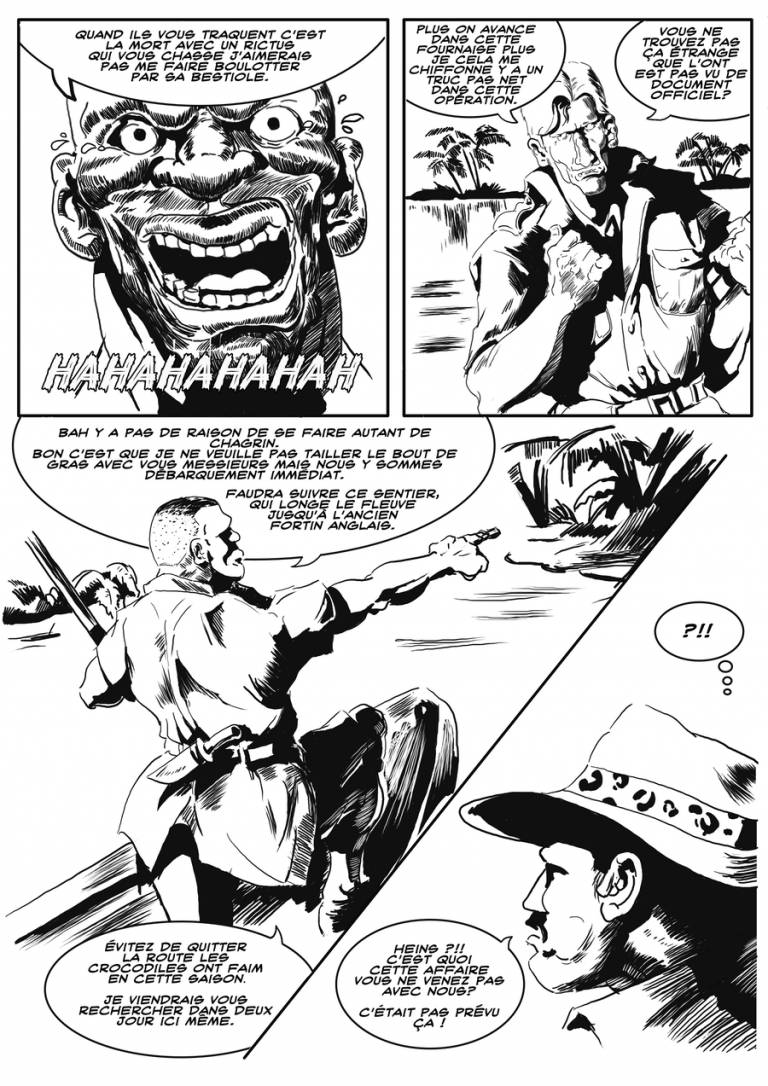 QUAND ILS VOUS TRAQUENT C'EST
LA MORT AVEC UN RICTUS
QUI VOUS CHASSE J'AIMERAIS
PAS ME FAIRE BOULOTTER
PAR SA BESTIOLE.
HAHAHAHAHAHAH
PLUS ON AVANCE
DANS CETTE
FOURNAISE PLUS
JE CELA ME
CHIFFONNE Y A UN
TRUC PAS NET
DANS CETTE
OPÉRATION.
VOUS NE
TROUVEZ PAS
ÇA ÉTRANGE
QUE L'ONT
EST PAS VU DE
DOCUMENT
OFFICIEL?
BAH Y A PAS DE RAISON DE SE FAIRE AUTANT DE
CHAGRIN.
BON C'EST QUE JE NE VEUILLE PAS TAILLER LE BOUT DE
GRAS AVEC VOUS MESSIEURS MAIS NOUS Y SOMMES
DÉBARQUEMENT IMMÉDIAT.
FAUDRA SUIVRE CE SENTIER,
QUI LONGE LE FLEUVE
JUSQU'À L'ANCIEN
FORTIN ANGLAIS.
?!!
ÉVITEZ DE QUITTER
LA ROUTE LES
CROCODILES ONT FAIM
EN CETTE SAISON.
JE VIENDRAIS VOUS
RECHERCHER DANS DEUX
JOUR ICI MÊME.
HEINS ?!!
C'EST QUOI
CETTE AFFAIRE
VOUS NE VENEZ PAS
AVEC NOUS?
C'ÉTAIT PAS PRÉVU
ÇA !